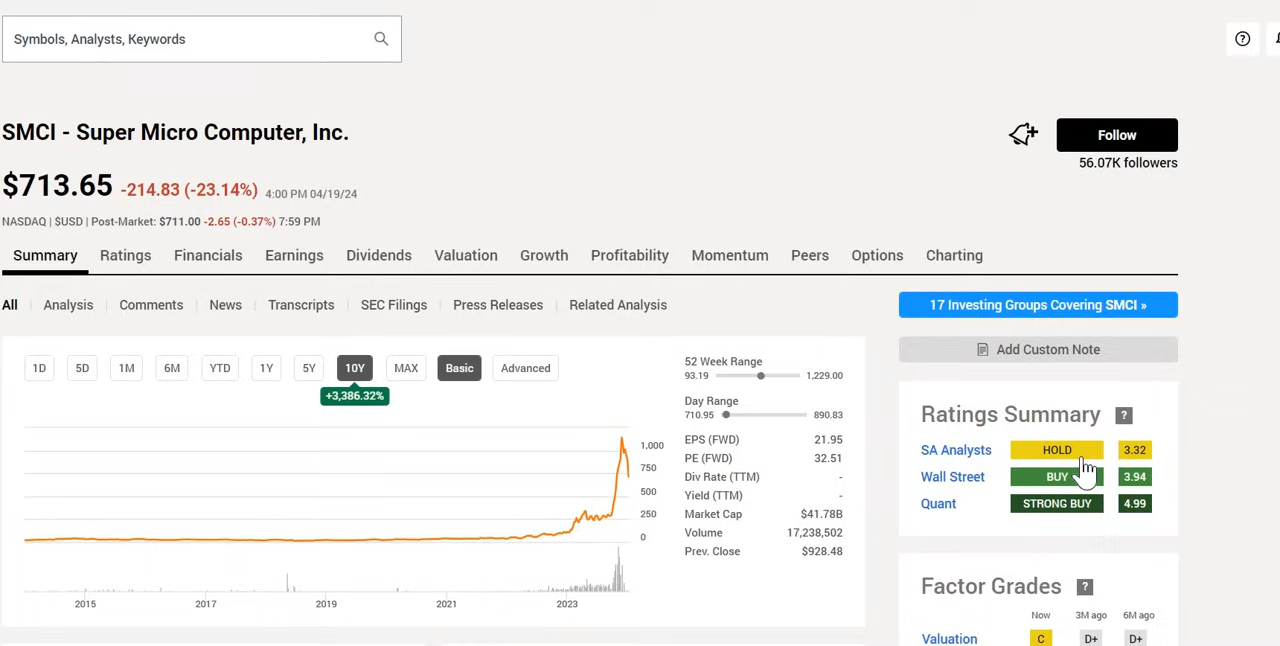 Symbols, Analysts, Keywords
SMCI - Super Micro Computer, Inc.
Follow
56.07K followers
$713.65 -214.83 (-23.14%) 4:00 PM 04/19/24
NASDAQ | $USD | Post-Market: $711.00 -2.65 (-0.37%) 7:59 PM
Summary Ratings Financials Earnings Dividends Valuation Growth Profitability Momentum Peers Options Charting
All Analysis Comments News Transcripts SEC Filings Press Releases Related Analysis
17 Investing Groups Covering SMCI »
Add Custom Note
1D 5D 1M 6M YTD 1Y 5Y 10Y MAX Basic Advanced
+3,386.32%
1,000
750
500
250
0
2015 2017 2019 2021 2023
52 Week Range
93.19 1,229.00
Day Range
710.95 890.83
EPS (FWD) 21.95
PE (FWD) 32.51
Div Rate (TTM) -
Yield (TTM) -
Market Cap $41.78B
Volume 17,238,502
Prev. Close $928.48
Ratings Summary ?
SA Analysts HOLD 3.32
Wall Street BUY 3.94
Quant STRONG BUY 4.99
Factor Grades ?
Now 3M ago 6M ago
Valuation C D+ D+